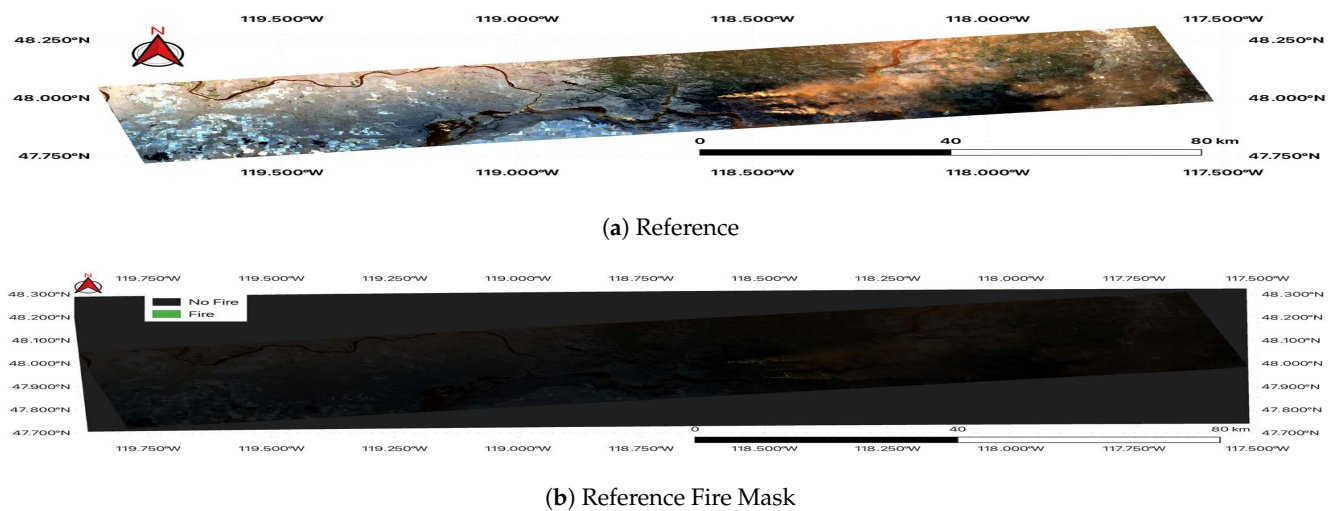 119.500°W 119.000°W 118.500°W 118.000°W 117.500°W
N
48.250°N 48.250°N
48.000°N 48.000°N
0 40 80 km
47.750°N 47.750°N
119.500°W 119.000°W 118.500°W 118.000°W 117.500°W
(a) Reference
N
119.750°W 119.500°W 119.250°W 119.000°W 118.750°W 118.500°W 118.250°W 118.000°W 117.750°W 117.500°W
48.300°N No Fire 48.300°N
48.200°N Fire 48.200°N
48.100°N 48.100°N
48.000°N 48.000°N
47.900°N 47.900°N
47.800°N 47.800°N
47.700°N 0 40 80 km 47.700°N
119.750°W 119.500°W 119.250°W 119.000°W 118.750°W 118.500°W 118.250°W 118.000°W 117.750°W 117.500°W
(b) Reference Fire Mask